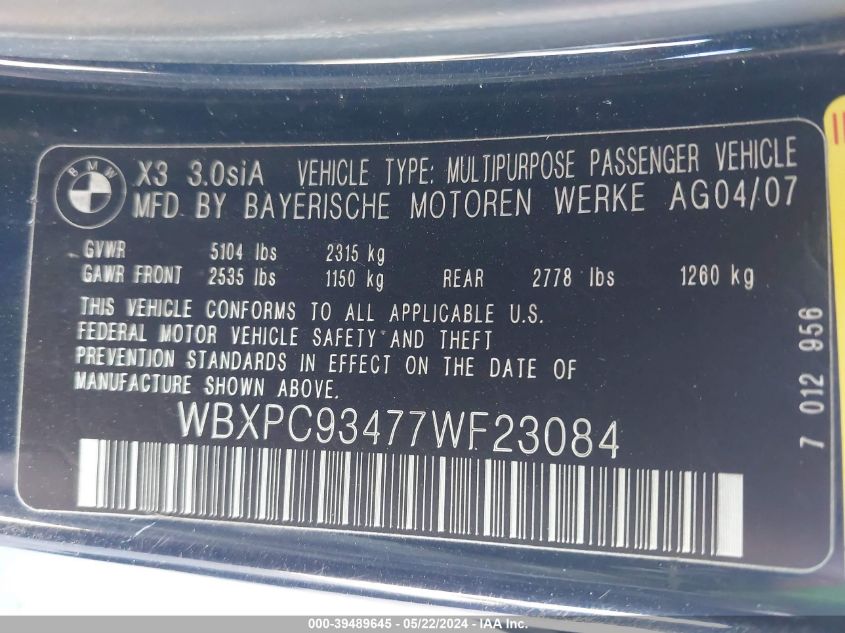 BMW
X3 3.0siA VEHICLE TYPE: MULTIPURPOSE PASSENGER VEHICLE
MFD BY BAYERISCHE MOTOREN WERKE AG04/07
GVWR 5104 lbs 2315 kg
GAWR FRONT 2535 lbs 1150 kg REAR 2778 lbs 1260 kg
THIS VEHICLE CONFORMS TO ALL APPLICABLE U.S.
FEDERAL MOTOR VEHICLE SAFETY AND THEFT
PREVENTION STANDARDS IN EFFECT ON THE DATE OF
MANUFACTURE SHOWN ABOVE.
WBXPC93477WF23084
7 012 956
000-39489645 - 05/22/2024 - IAA, Inc.